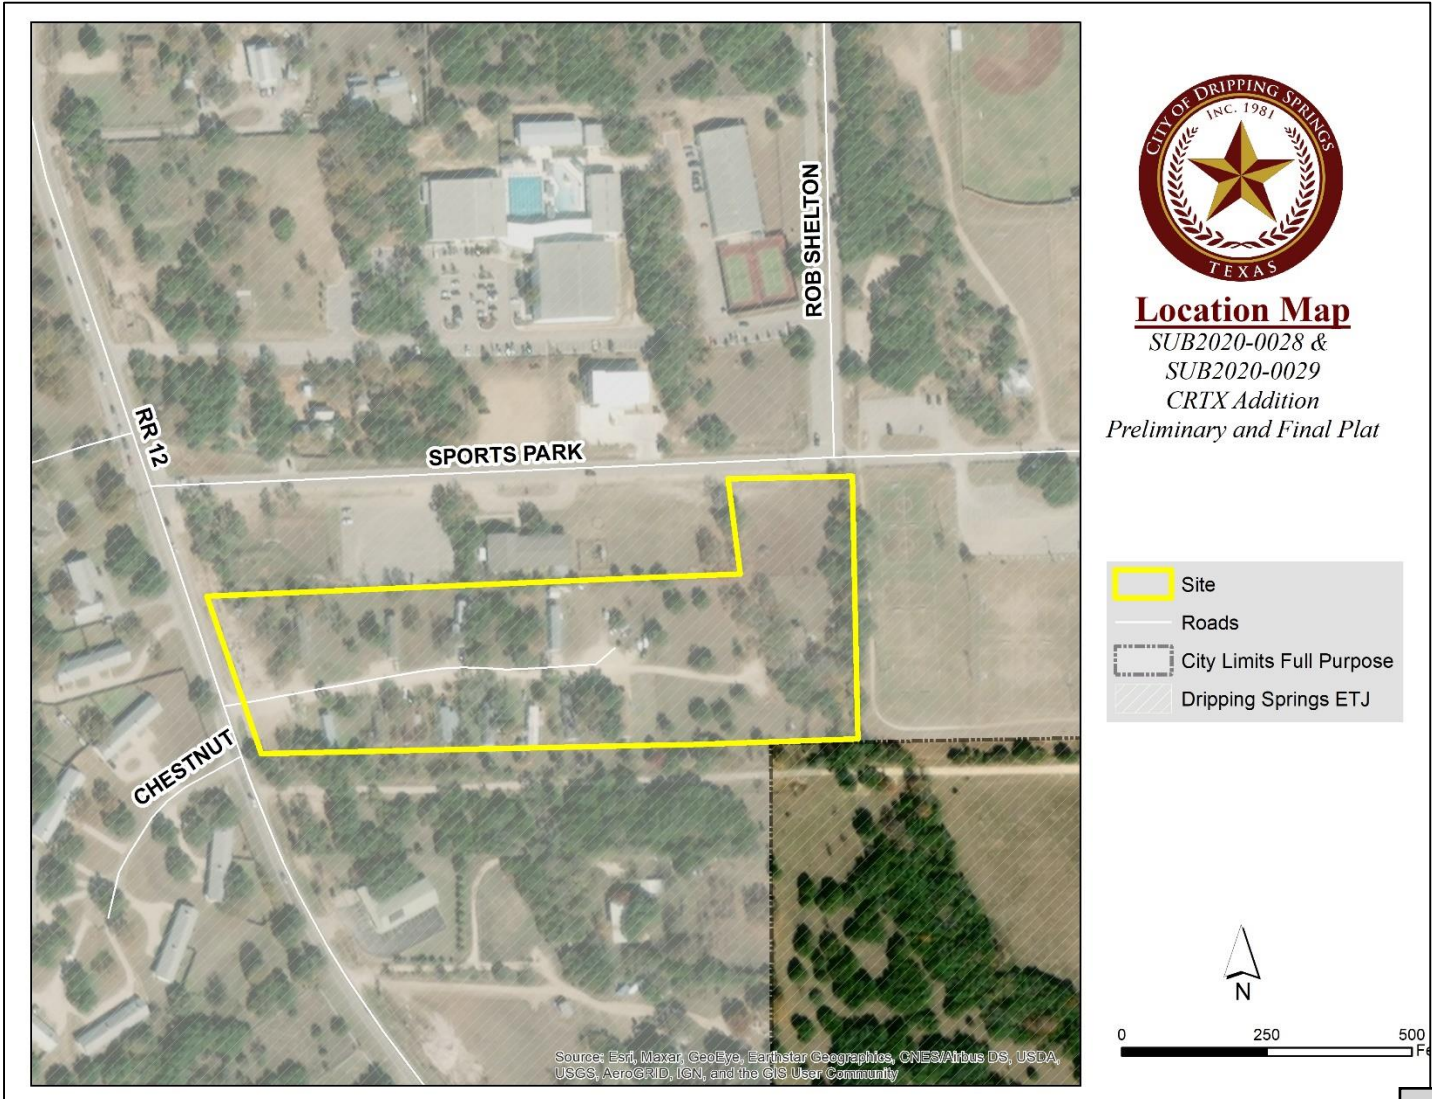 CITY OF DRIPPING SPRINGS
INC. 1981
TEXAS
Location Map
SUB2020-0028 &
SUB2020-0029
CRTX Addition
Preliminary and Final Plat
ROB SHELTON
RR 12
SPORTS PARK
CHESTNUT
Site
Roads
City Limits Full Purpose
Dripping Springs ETJ
N
0 250 500
Fe
Source: Esri, Maxar, GeoEye, Earthstar Geographics, CNES/Airbus DS, USDA,
USGS, AeroGRID, IGN, and the GIS User Community